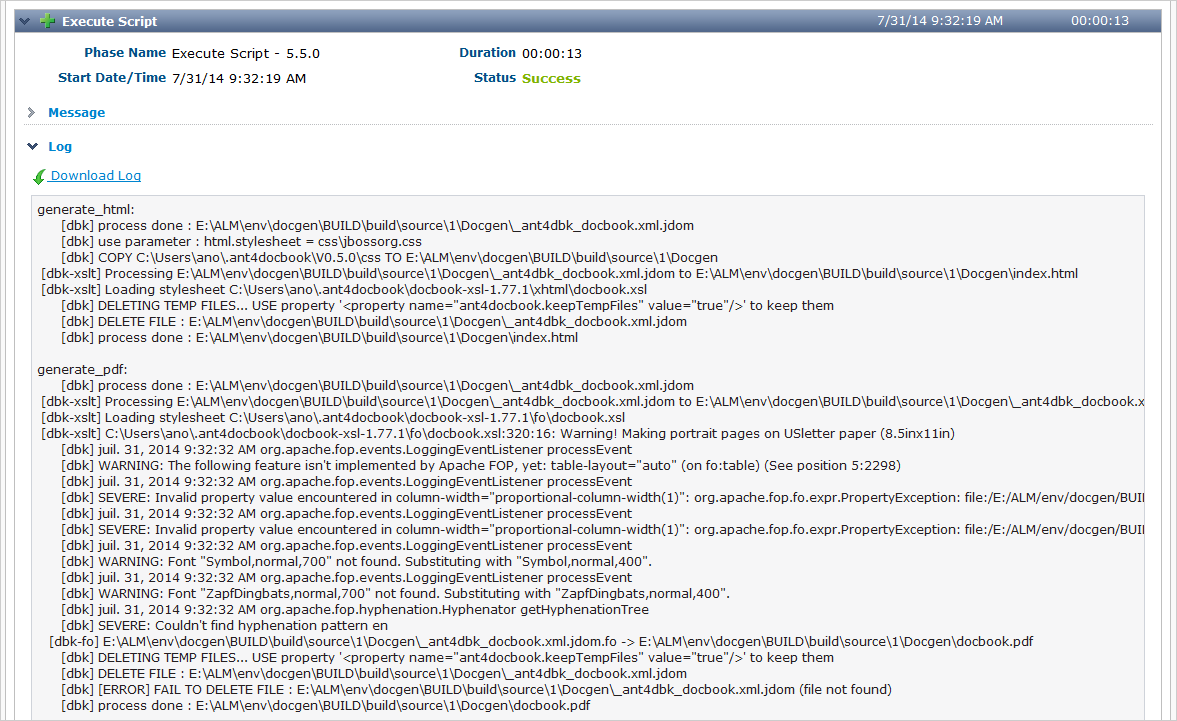 Execute Script 7/31/14 9:32:19 AM 00:00:13
Phase Name Execute Script - 5.5.0 Duration 00:00:13
Start Date/Time 7/31/14 9:32:19 AM Status Success
Message
Log
Download Log
generate_html:
[dbk] process done : E:\ALM\env\docgen\BUILD\build\source\1\Docgen\_ant4dbk_docbook.xml.jdom
[dbk] use parameter : html.stylesheet = css\jbossorg.css
[dbk] COPY C:\Users\ano\.ant4docbook\V0.5.0\css TO E:\ALM\env\docgen\BUILD\build\source\1\Docgen
[dbk-xslt] Processing E:\ALM\env\docgen\BUILD\build\source\1\Docgen\_ant4dbk_docbook.xml.jdom to E:\ALM\env\docgen\BUILD\build\source\1\Docgen\index.html
[dbk-xslt] Loading stylesheet C:\Users\ano\.ant4docbook\docbook-xsl-1.77.1\xhtml\docbook.xsl
[dbk] DELETING TEMP FILES... USE property '<property name="ant4docbook.keepTempFiles" value="true"/>' to keep them
[dbk] DELETE FILE : E:\ALM\env\docgen\BUILD\build\source\1\Docgen\_ant4dbk_docbook.xml.jdom
[dbk] process done : E:\ALM\env\docgen\BUILD\build\source\1\Docgen\index.html
generate_pdf:
[dbk] process done : E:\ALM\env\docgen\BUILD\build\source\1\Docgen\_ant4dbk_docbook.xml.jdom
[dbk-xslt] Processing E:\ALM\env\docgen\BUILD\build\source\1\Docgen\_ant4dbk_docbook.xml.jdom to E:\ALM\env\docgen\BUILD\build\source\1\Docgen\_ant4dbk_docbook.x
[dbk-xslt] Loading stylesheet C:\Users\ano\.ant4docbook\docbook-xsl-1.77.1\fo\docbook.xsl
[dbk-xslt] C:\Users\ano\.ant4docbook\docbook-xsl-1.77.1\fo\docbook.xsl:320:16: Warning! Making portrait pages on USletter paper (8.5inx11in)
[dbk] juil. 31, 2014 9:32:32 AM org.apache.fop.events.LoggingEventListener processEvent
[dbk] WARNING: The following feature isn't implemented by Apache FOP, yet: table-layout="auto" (on fo:table) (See position 5:2298)
[dbk] juil. 31, 2014 9:32:32 AM org.apache.fop.events.LoggingEventListener processEvent
[dbk] SEVERE: Invalid property value encountered in column-width="proportional-column-width(1)": org.apache.fop.fo.expr.PropertyException: file:/E:/ALM/env/docgen/BUI
[dbk] juil. 31, 2014 9:32:32 AM org.apache.fop.events.LoggingEventListener processEvent
[dbk] SEVERE: Invalid property value encountered in column-width="proportional-column-width(1)": org.apache.fop.fo.expr.PropertyException: file:/E:/ALM/env/docgen/BUI
[dbk] juil. 31, 2014 9:32:32 AM org.apache.fop.events.LoggingEventListener processEvent
[dbk] WARNING: Font "Symbol,normal,700" not found. Substituting with "Symbol,normal,400".
[dbk] juil. 31, 2014 9:32:32 AM org.apache.fop.events.LoggingEventListener processEvent
[dbk] WARNING: Font "ZapfDingbats,normal,700" not found. Substituting with "ZapfDingbats,normal,400".
[dbk] juil. 31, 2014 9:32:32 AM org.apache.fop.hyphenation.Hyphenator getHyphenationTree
[dbk] SEVERE: Couldn't find hyphenation pattern en
[dbk-fo] E:\ALM\env\docgen\BUILD\build\source\1\Docgen\_ant4dbk_docbook.xml.jdom.fo -> E:\ALM\env\docgen\BUILD\build\source\1\Docgen\docbook.pdf
[dbk] DELETING TEMP FILES... USE property '<property name="ant4docbook.keepTempFiles" value="true"/>' to keep them
[dbk] DELETE FILE : E:\ALM\env\docgen\BUILD\build\source\1\Docgen\_ant4dbk_docbook.xml.jdom
[dbk] [ERROR] FAIL TO DELETE FILE : E:\ALM\env\docgen\BUILD\build\source\1\Docgen\_ant4dbk_docbook.xml.jdom (file not found)
[dbk] process done : E:\ALM\env\docgen\BUILD\build\source\1\Docgen\docbook.pdf